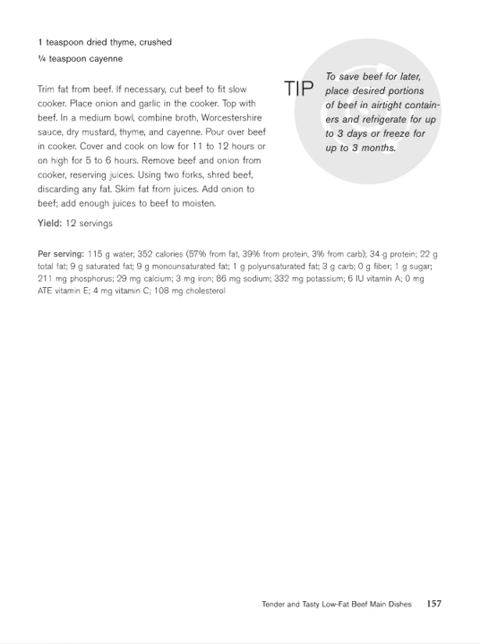 1 teaspoon dried thyme, crushed
¼ teaspoon cayenne
Trim fat from beef. If necessary, cut beef to fit slow
cooker. Place onion and garlic in the cooker. Top with
beef. In a medium bowl, combine broth, Worcestershire
sauce, dry mustard, thyme, and cayenne. Pour over beef
in cooker. Cover and cook on low for 11 to 12 hours or
on high for 5 to 6 hours. Remove beef and onion from
cooker, reserving juices. Using two forks, shred beef,
discarding any fat. Skim fat from juices. Add onion to
beef; add enough juices to beef to moisten.
Yield: 12 servings
TIP
To save beef for later,
place desired portions
of beef in airtight contain-
ers and refrigerate for up
to 3 days or freeze for
up to 3 months.
Per serving: 115 g water; 352 calories (57% from fat, 39% from protein, 3% from carb); 34 g protein; 22 g
total fat; 9 g saturated fat; 9 g monounsaturated fat; 1 g polyunsaturated fat; 3 g carb; 0 g fiber; 1 g sugar;
211 mg phosphorus; 29 mg calcium; 3 mg iron; 86 mg sodium; 332 mg potassium; 6 IU vitamin A; 0 mg
ATE vitamin E; 4 mg vitamin C; 108 mg cholesterol
Tender and Tasty Low-Fat Beef Main Dishes 157